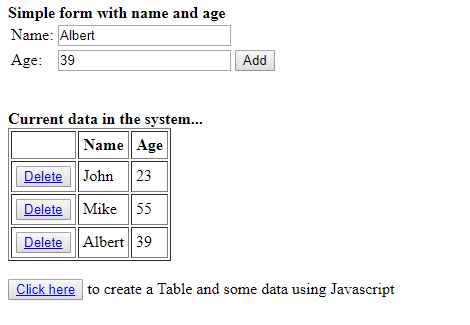 Simple form with name and age
Name: Albert
Age: 39 Add
Current data in the system...
Name Age
Delete John 23
Delete Mike 55
Delete Albert 39
Click here to create a Table and some data using Javascript